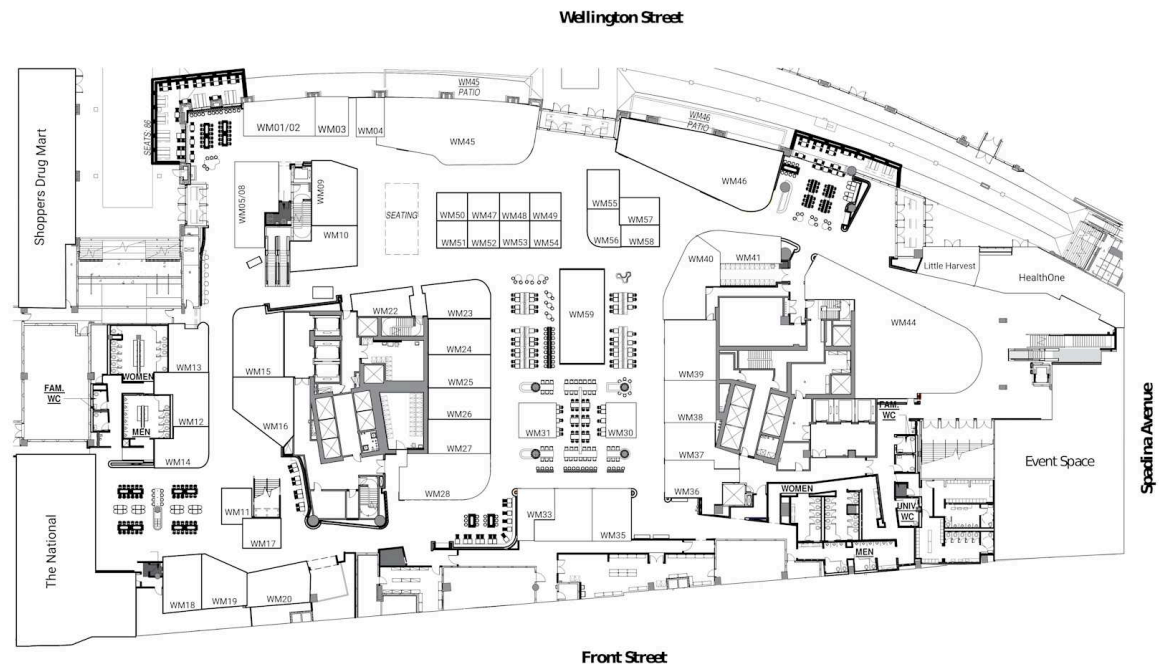 Wellington Street
WM45
PATIO
WM46
PATIO
SEATS: 86
Shoppers Drug Mart
WM01/02
WM03
WM04
WM45
WM46
WM05/08
WM09
WM10
SEATING
WM50
WM47
WM48
WM49
WM51
WM52
WM53
WM54
WM55
WM57
WM56
WM58
WM40
WM41
Little Harvest
HealthOne
WM22
WM23
WM59
WM44
WM24
WM15
WM13
WOMEN
WM39
WM25
FAM.
WC
WM12
MEN
WM14
WM16
WM26
WM38
FAM.
WC
WM27
WM31
WM30
WM37
Event Space
Spadina Avenue
WM28
WM36
WOMEN
UNIV.
WC
MEN
The National
WM11
WM17
WM33
WM35
WM18
WM19
WM20
Front Street